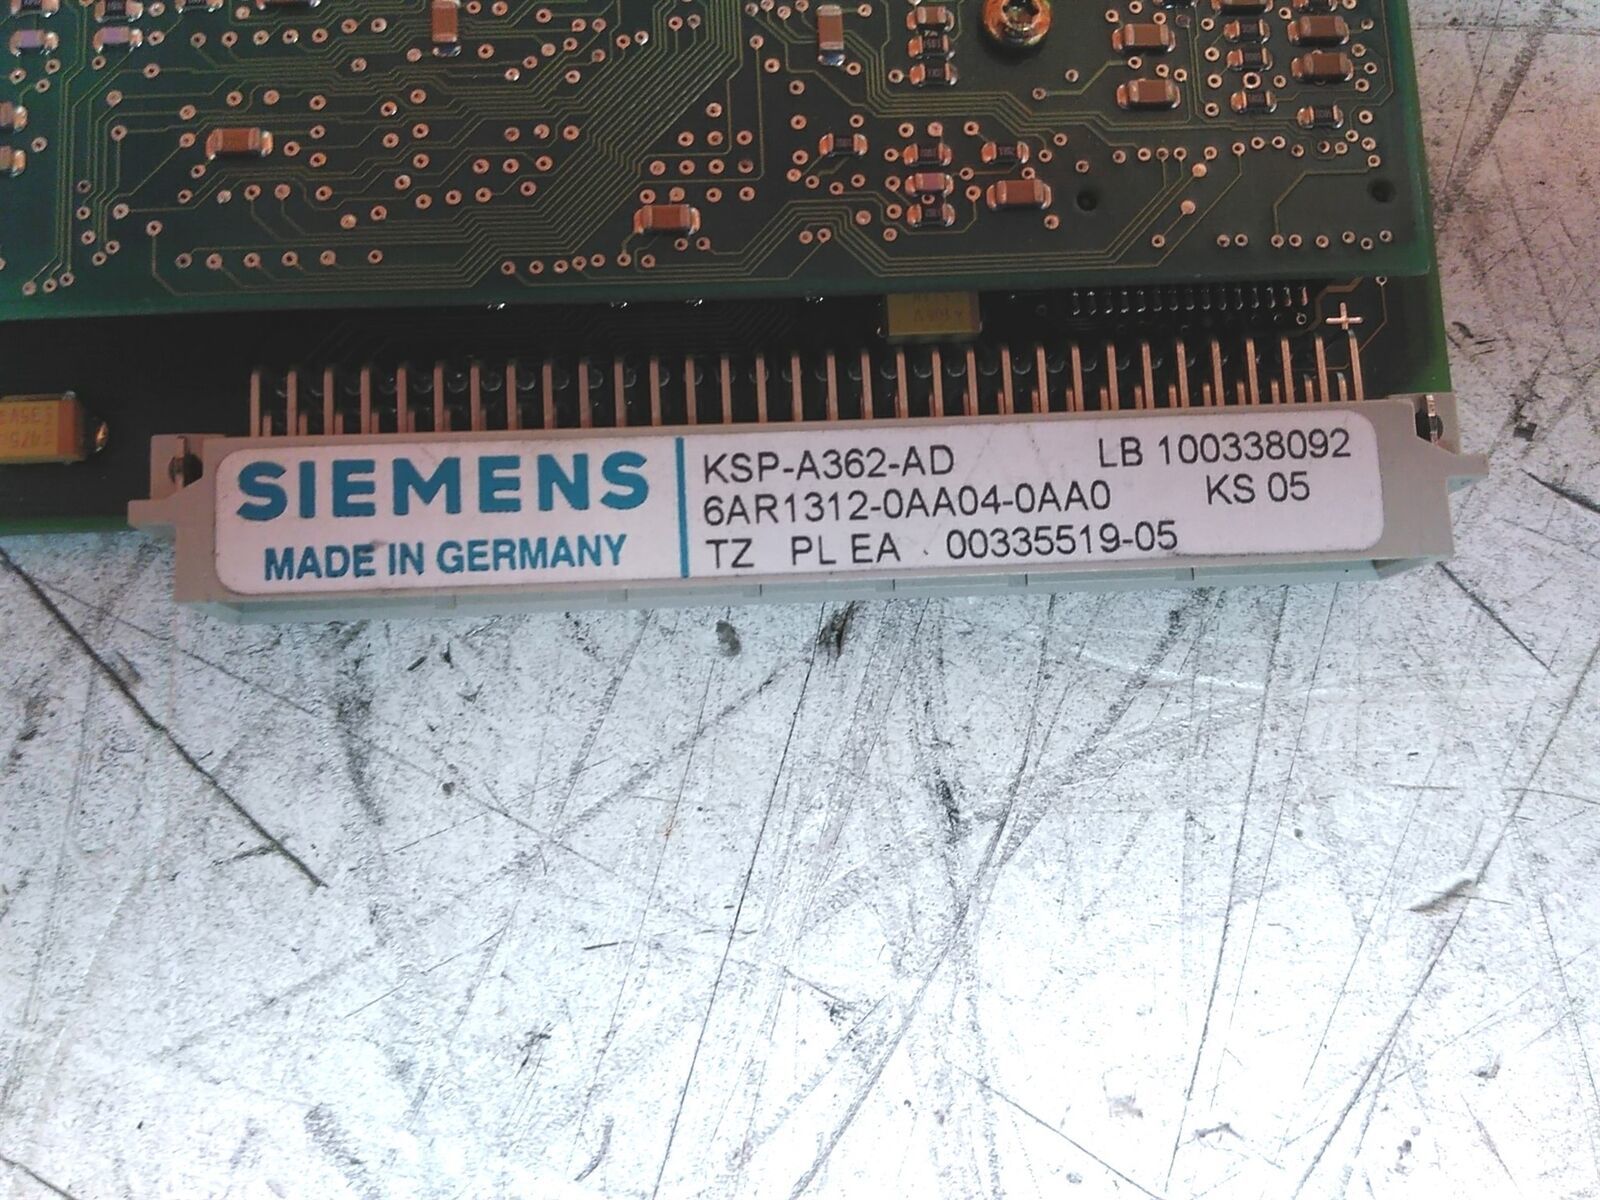 SIEMENS
MADE IN GERMANY
KSP-A362-AD LB 100338092
6AR1312-0AA04-0AA0 KS 05
TZ PL EA 00335519-05